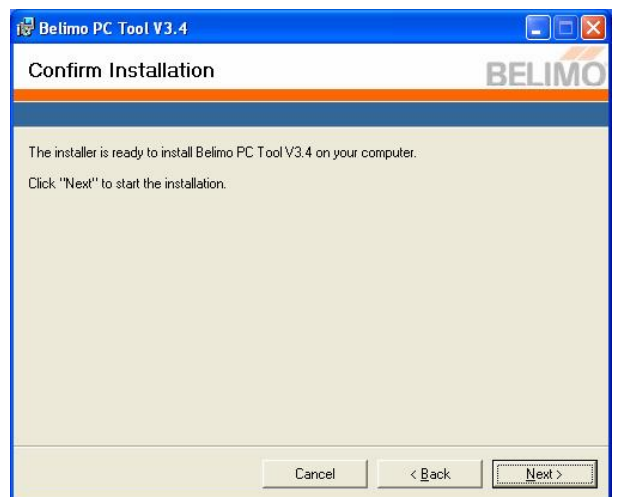 Belimo PC Tool V3.4
Confirm Installation
BELIMO
The installer is ready to install Belimo PC Tool V3.4 on your computer.
Click "Next" to start the installation.
Cancel
< Back
Next >